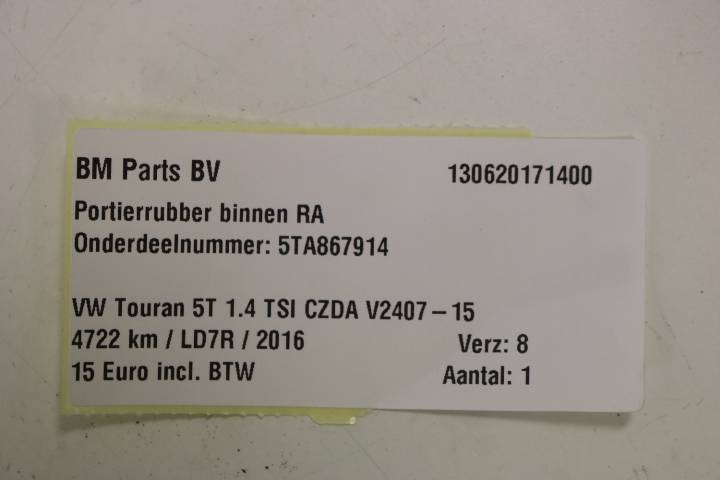 BM Parts BV 130620171400
Portierrubber binnen RA
Onderdeelnummer: 5TA867914
VW Touran 5T 1.4 TSI CZDA V2407 – 15
4722 km / LD7R / 2016 Verz: 8
15 Euro incl. BTW Aantal: 1